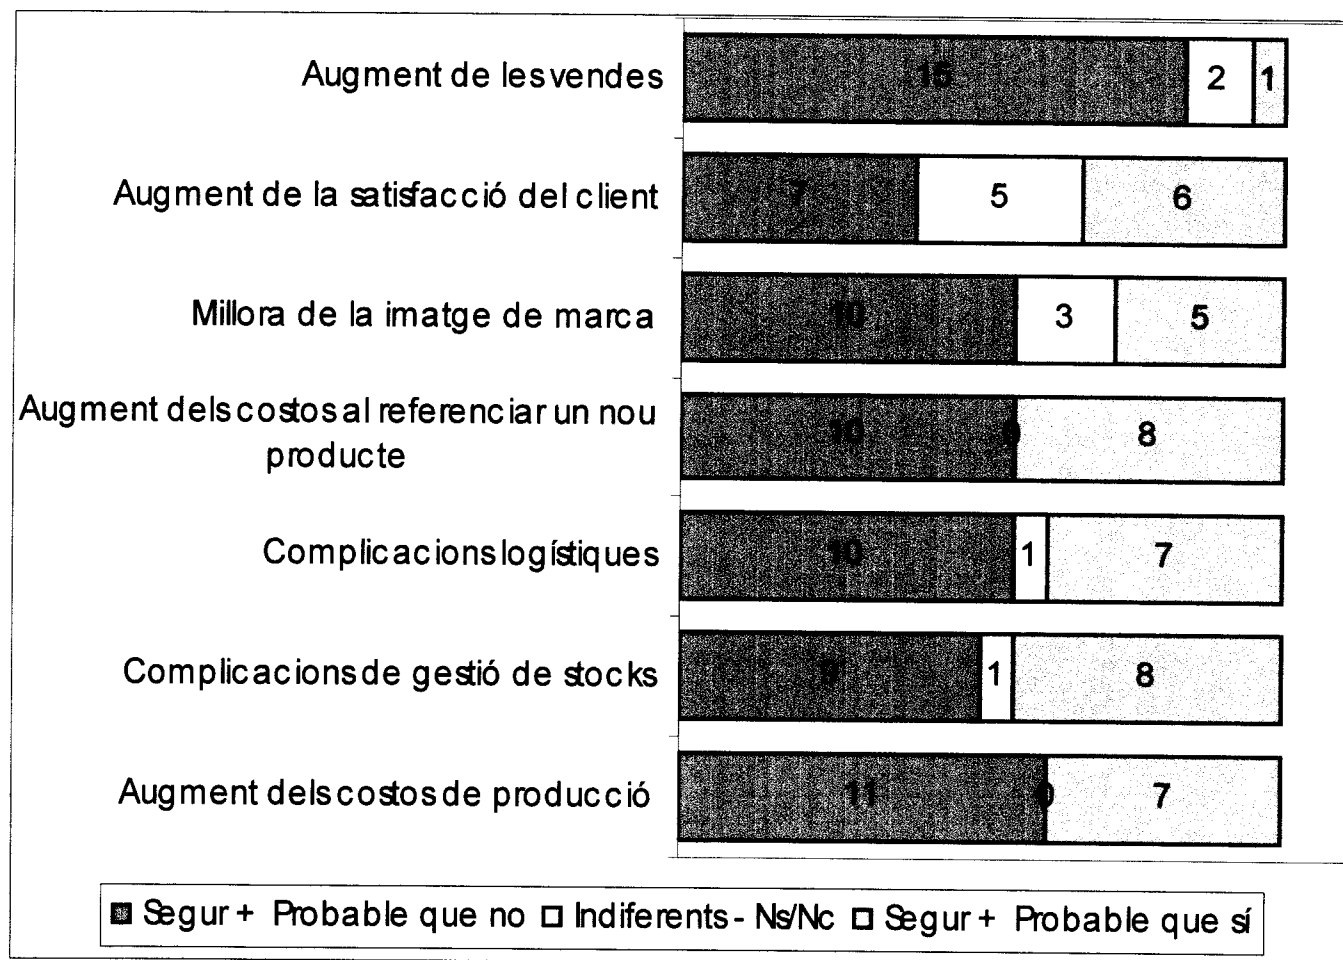 Augment de les vendes 15 2 1
Augment de la satisfacció del client 7 5 6
Millora de la imatge de marca 10 3 5
Augment dels costos al referenciar un nou
producte 10 0 8
Complicacions logístiques 10 1 7
Complicacions de gestió de stocks 9 1 8
Augment dels costos de producció 11 0 7
Segur + Probable que no Indiferents - Ns/Nc Segur + Probable que sí